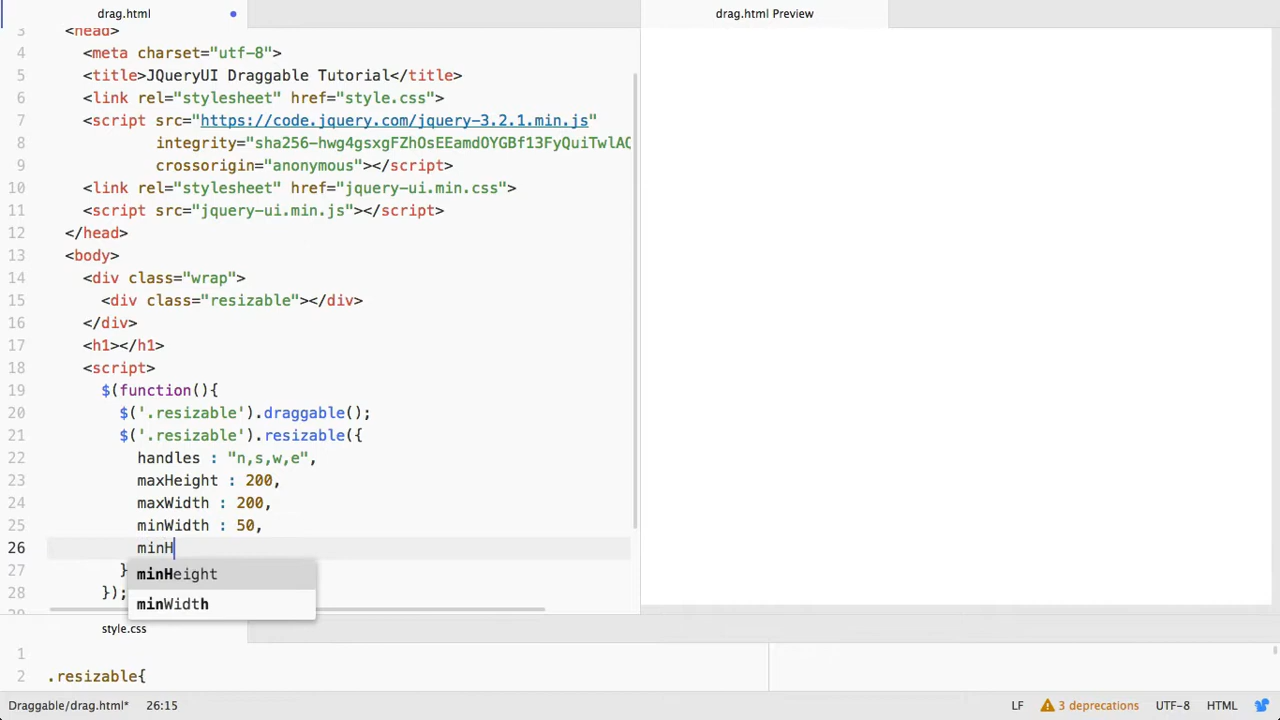 drag.html
drag.html Preview
3 <head>
4 <meta charset="utf-8">
5 <title>JQueryUI Draggable Tutorial</title>
6 <link rel="stylesheet" href="style.css">
7 <script src="https://code.jquery.com/jquery-3.2.1.min.js"
8 integrity="sha256-hwg4gsxgFZhOsEEamdOYGBf13FyQuiTwlAQ
9 crossorigin="anonymous"></script>
10 <link rel="stylesheet" href="jquery-ui.min.css">
11 <script src="jquery-ui.min.js"></script>
12 </head>
13 <body>
14 <div class="wrap">
15 <div class="resizable"></div>
16 </div>
17 <h1></h1>
18 <script>
19 $(function(){
20 $('.resizable').draggable();
21 $('.resizable').resizable({
22 handles : "n,s,w,e",
23 maxHeight : 200,
24 maxWidth : 200,
25 minWidth : 50,
26 minH
minHeight
27 }
minWidth
28 });
style.css
1
2 .resizable{
Draggable/drag.html* 26:15 LF 3 deprecations UTF-8 HTML